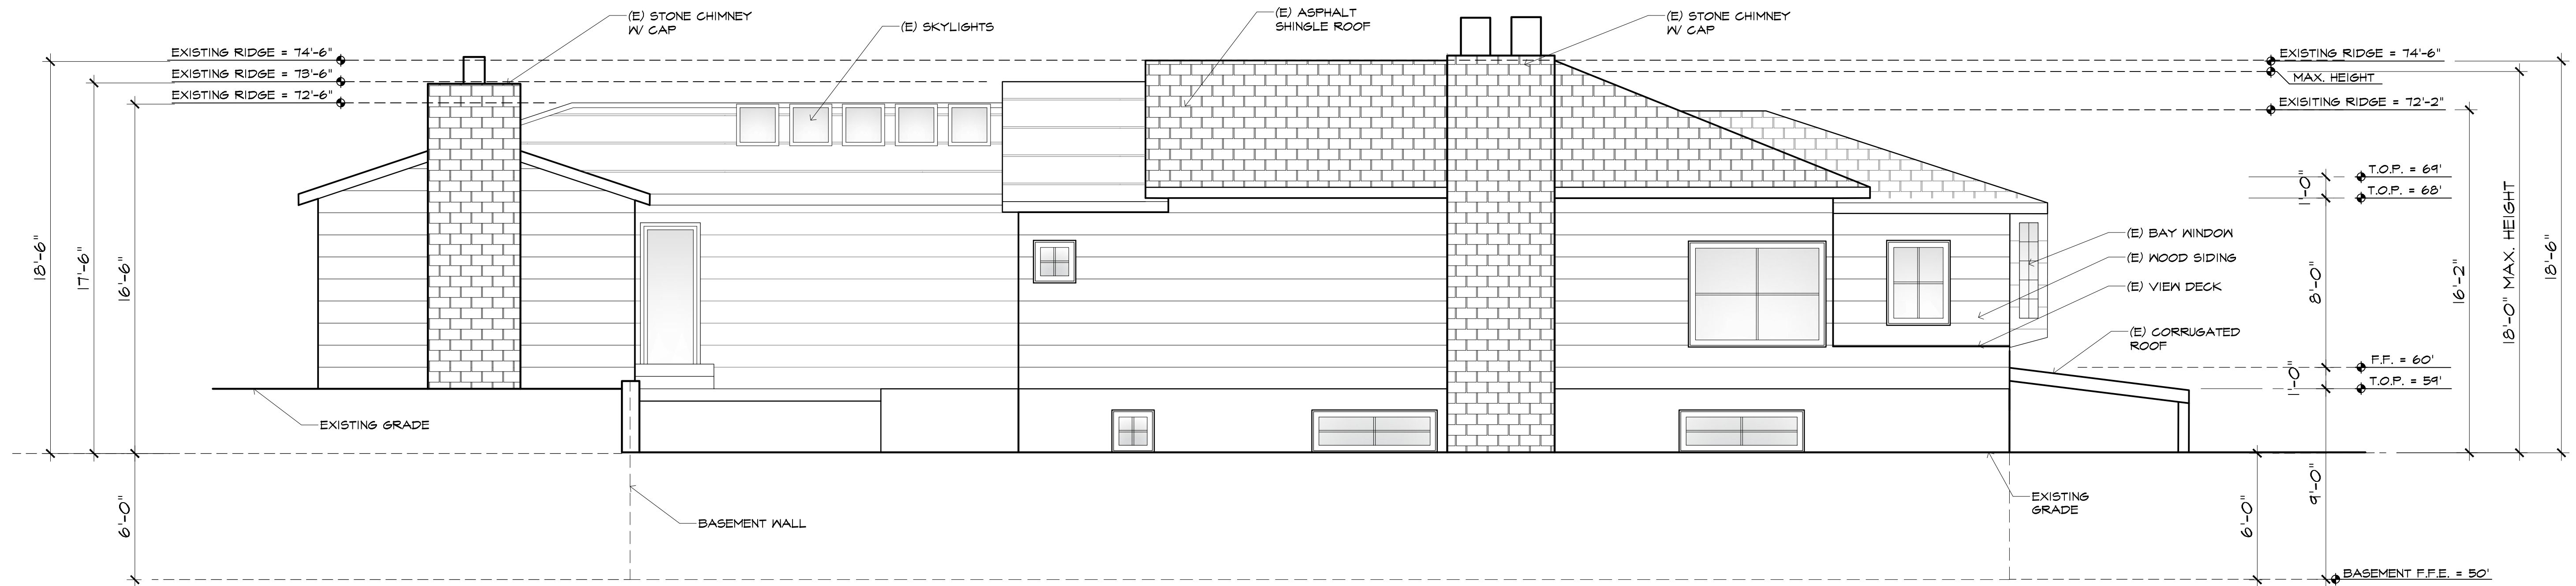 (E) STONE CHIMNEY
W/ CAP
(E) SKYLIGHTS
(E) ASPHALT
SHINGLE ROOF
(E) STONE CHIMNEY
W/ CAP
EXISTING RIDGE = 74'-6"
EXISTING RIDGE = 73'-6"
EXISTING RIDGE = 72'-6"
EXISTING RIDGE = 74'-6"
MAX. HEIGHT
EXISITING RIDGE = 72'-2"
T.O.P. = 69'
T.O.P. = 68'
1'-0"
18'-6"
17'-6"
16'-6"
(E) BAY WINDOW
(E) WOOD SIDING
(E) VIEW DECK
(E) CORRUGATED
ROOF
8'-0"
16'-2"
18'-0" MAX. HEIGHT
18'-6"
F.F. = 60'
T.O.P. = 59'
1'-0"
EXISTING GRADE
BASEMENT WALL
EXISTING
GRADE
6'-0"
6'-0"
9'-0"
BASEMENT F.F.E. = 50'